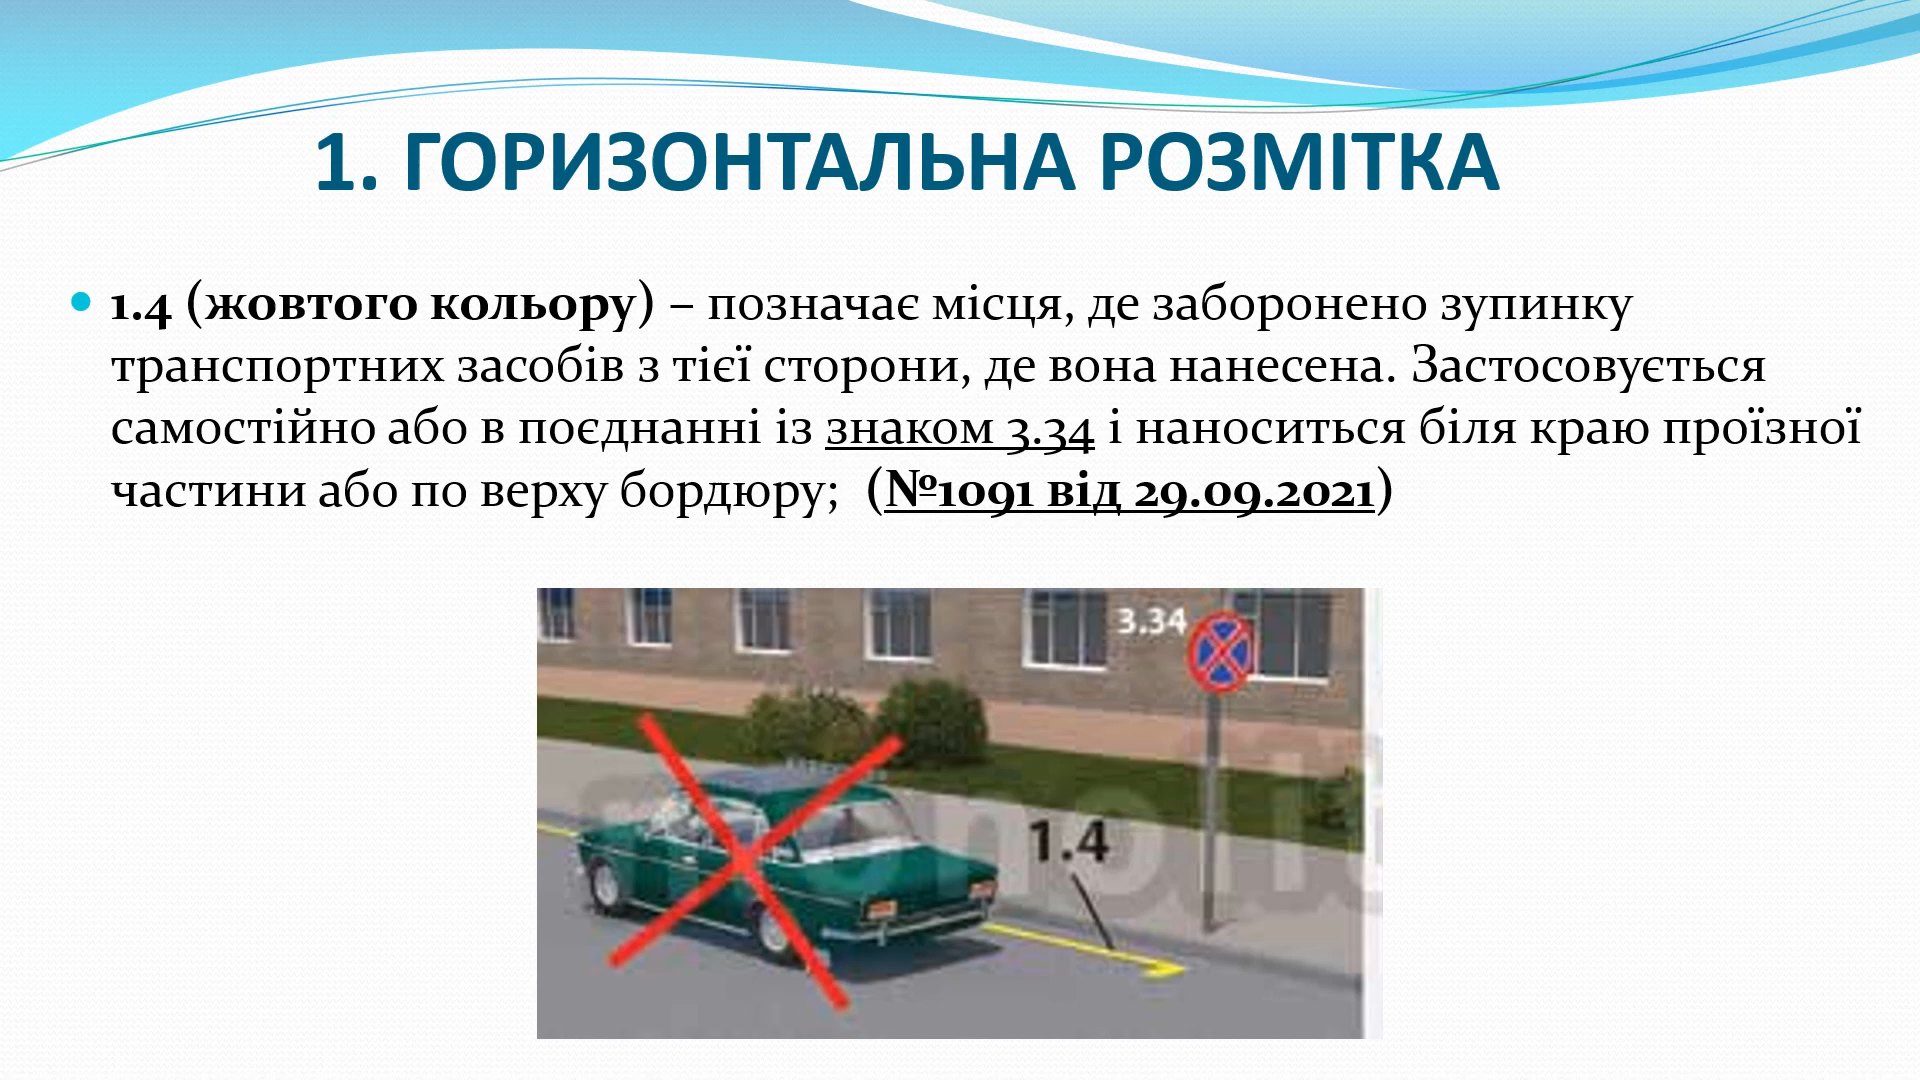 1. ГОРИЗОНТАЛЬНА РОЗМІТКА
• 1.4 (жовтого кольору) – позначає місця, де заборонено зупинку
транспортних засобів з тієї сторони, де вона нанесена. Застосовується
самостійно або в поєднанні із знаком 3.34 і наноситься біля краю проїзної
частини або по верху бордюру; (№1091 від 29.09.2021)
3.34
1.4